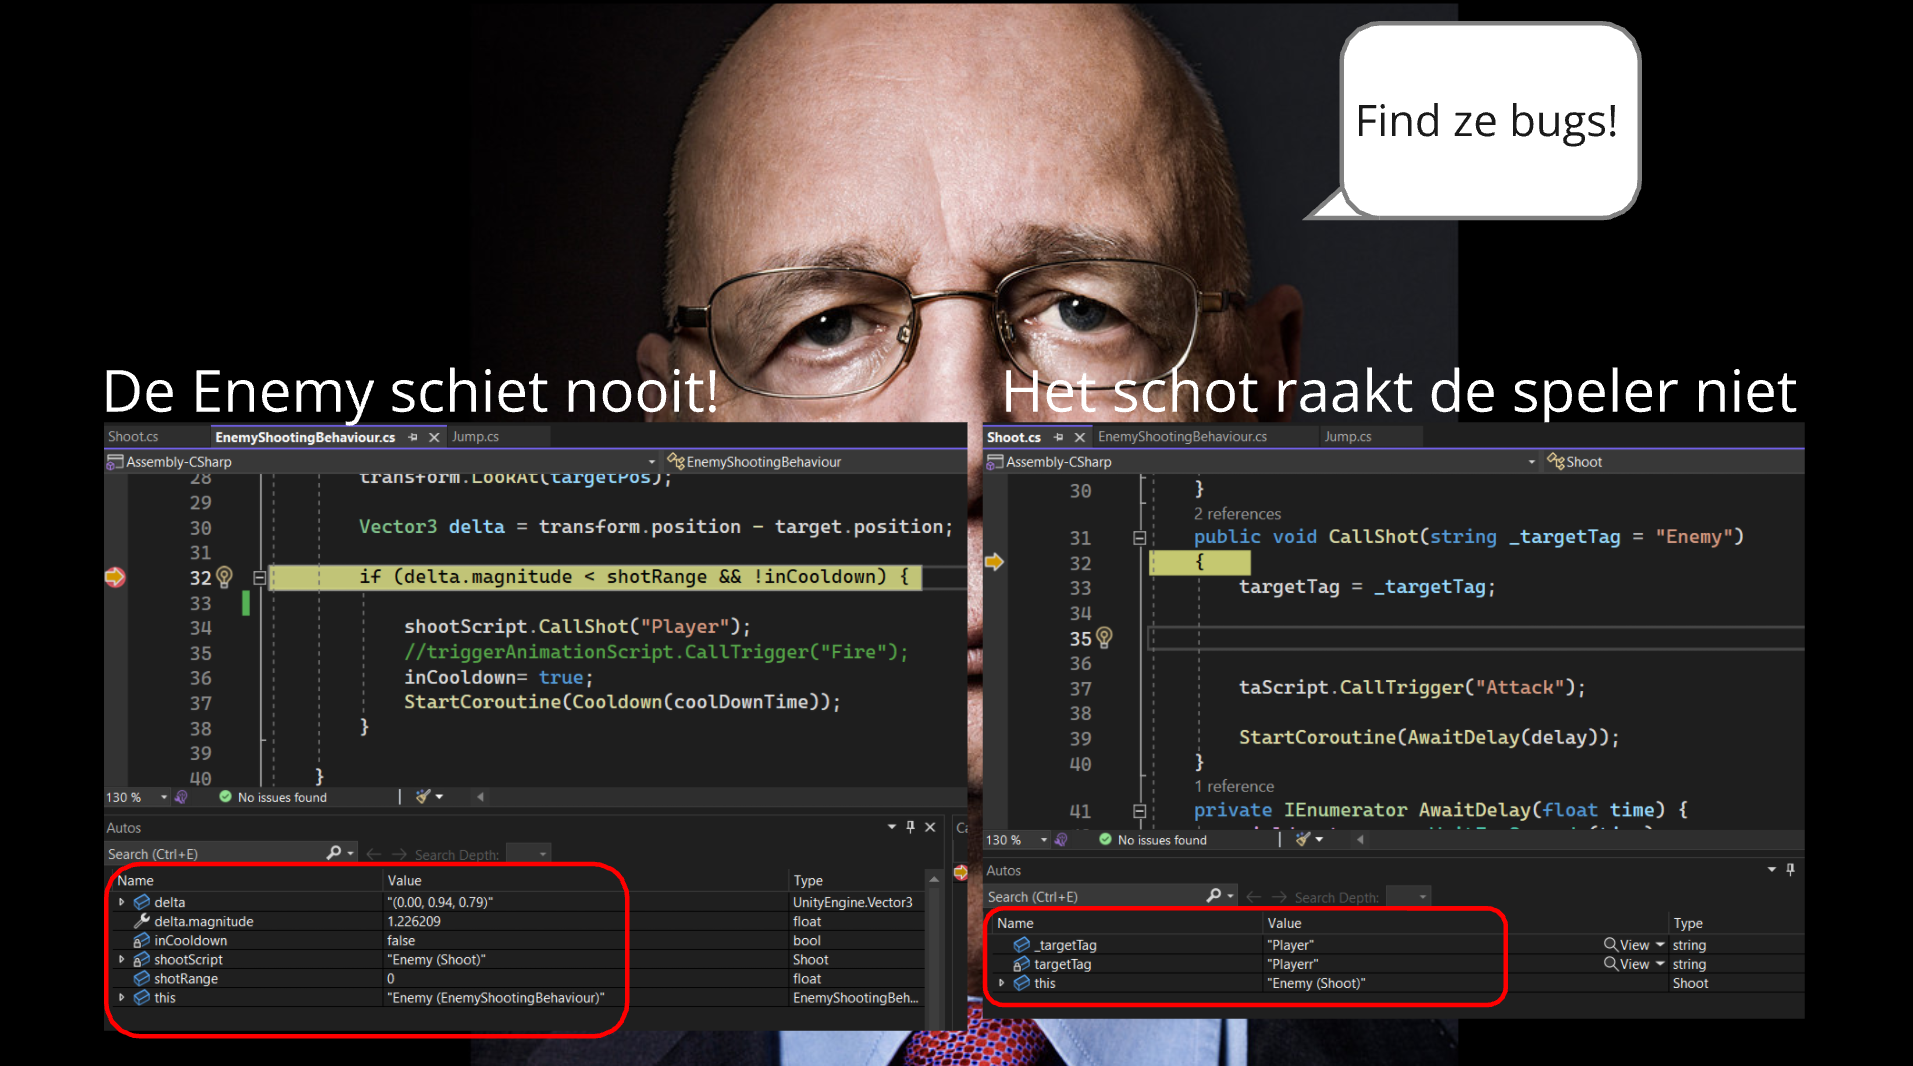 Find ze bugs!
De Enemy schiet nooit!
Het schot raakt de speler niet
Shoot.cs
EnemyShootingBehaviour.cs
Jump.cs
Assembly-CSharp
EnemyShootingBehaviour
28 transform.LookAt(targetPos);
29
30 Vector3 delta = transform.position - target.position;
31
32 if (delta.magnitude < shotRange && !inCooldown) {
33
34 shootScript.CallShot("Player");
35 //triggerAnimationScript.CallTrigger("Fire");
36 inCooldown= true;
37 StartCoroutine(Cooldown(coolDownTime));
38 }
39
40 }
130 %
No issues found
Autos
Ca
Search (Ctrl+E)
Search Depth:
Name Value Type
delta "(0.00, 0.94, 0.79)" UnityEngine.Vector3
delta.magnitude 1.226209 float
inCooldown false bool
shootScript "Enemy (Shoot)" Shoot
shotRange 0 float
this "Enemy (EnemyShootingBehaviour)" EnemyShootingBeh...
Shoot.cs
EnemyShootingBehaviour.cs
Jump.cs
Assembly-CSharp
Shoot
30 }
2 references
31 public void CallShot(string _targetTag = "Enemy")
32 {
33 targetTag = _targetTag;
34
35
36
37 taScript.CallTrigger("Attack");
38
39 StartCoroutine(AwaitDelay(delay));
40 }
1 reference
41 private IEnumerator AwaitDelay(float time) {
130 %
No issues found
Autos
Search (Ctrl+E)
Search Depth:
Name Value Type
_targetTag "Player" View string
targetTag "Playerr" View string
this "Enemy (Shoot)" Shoot